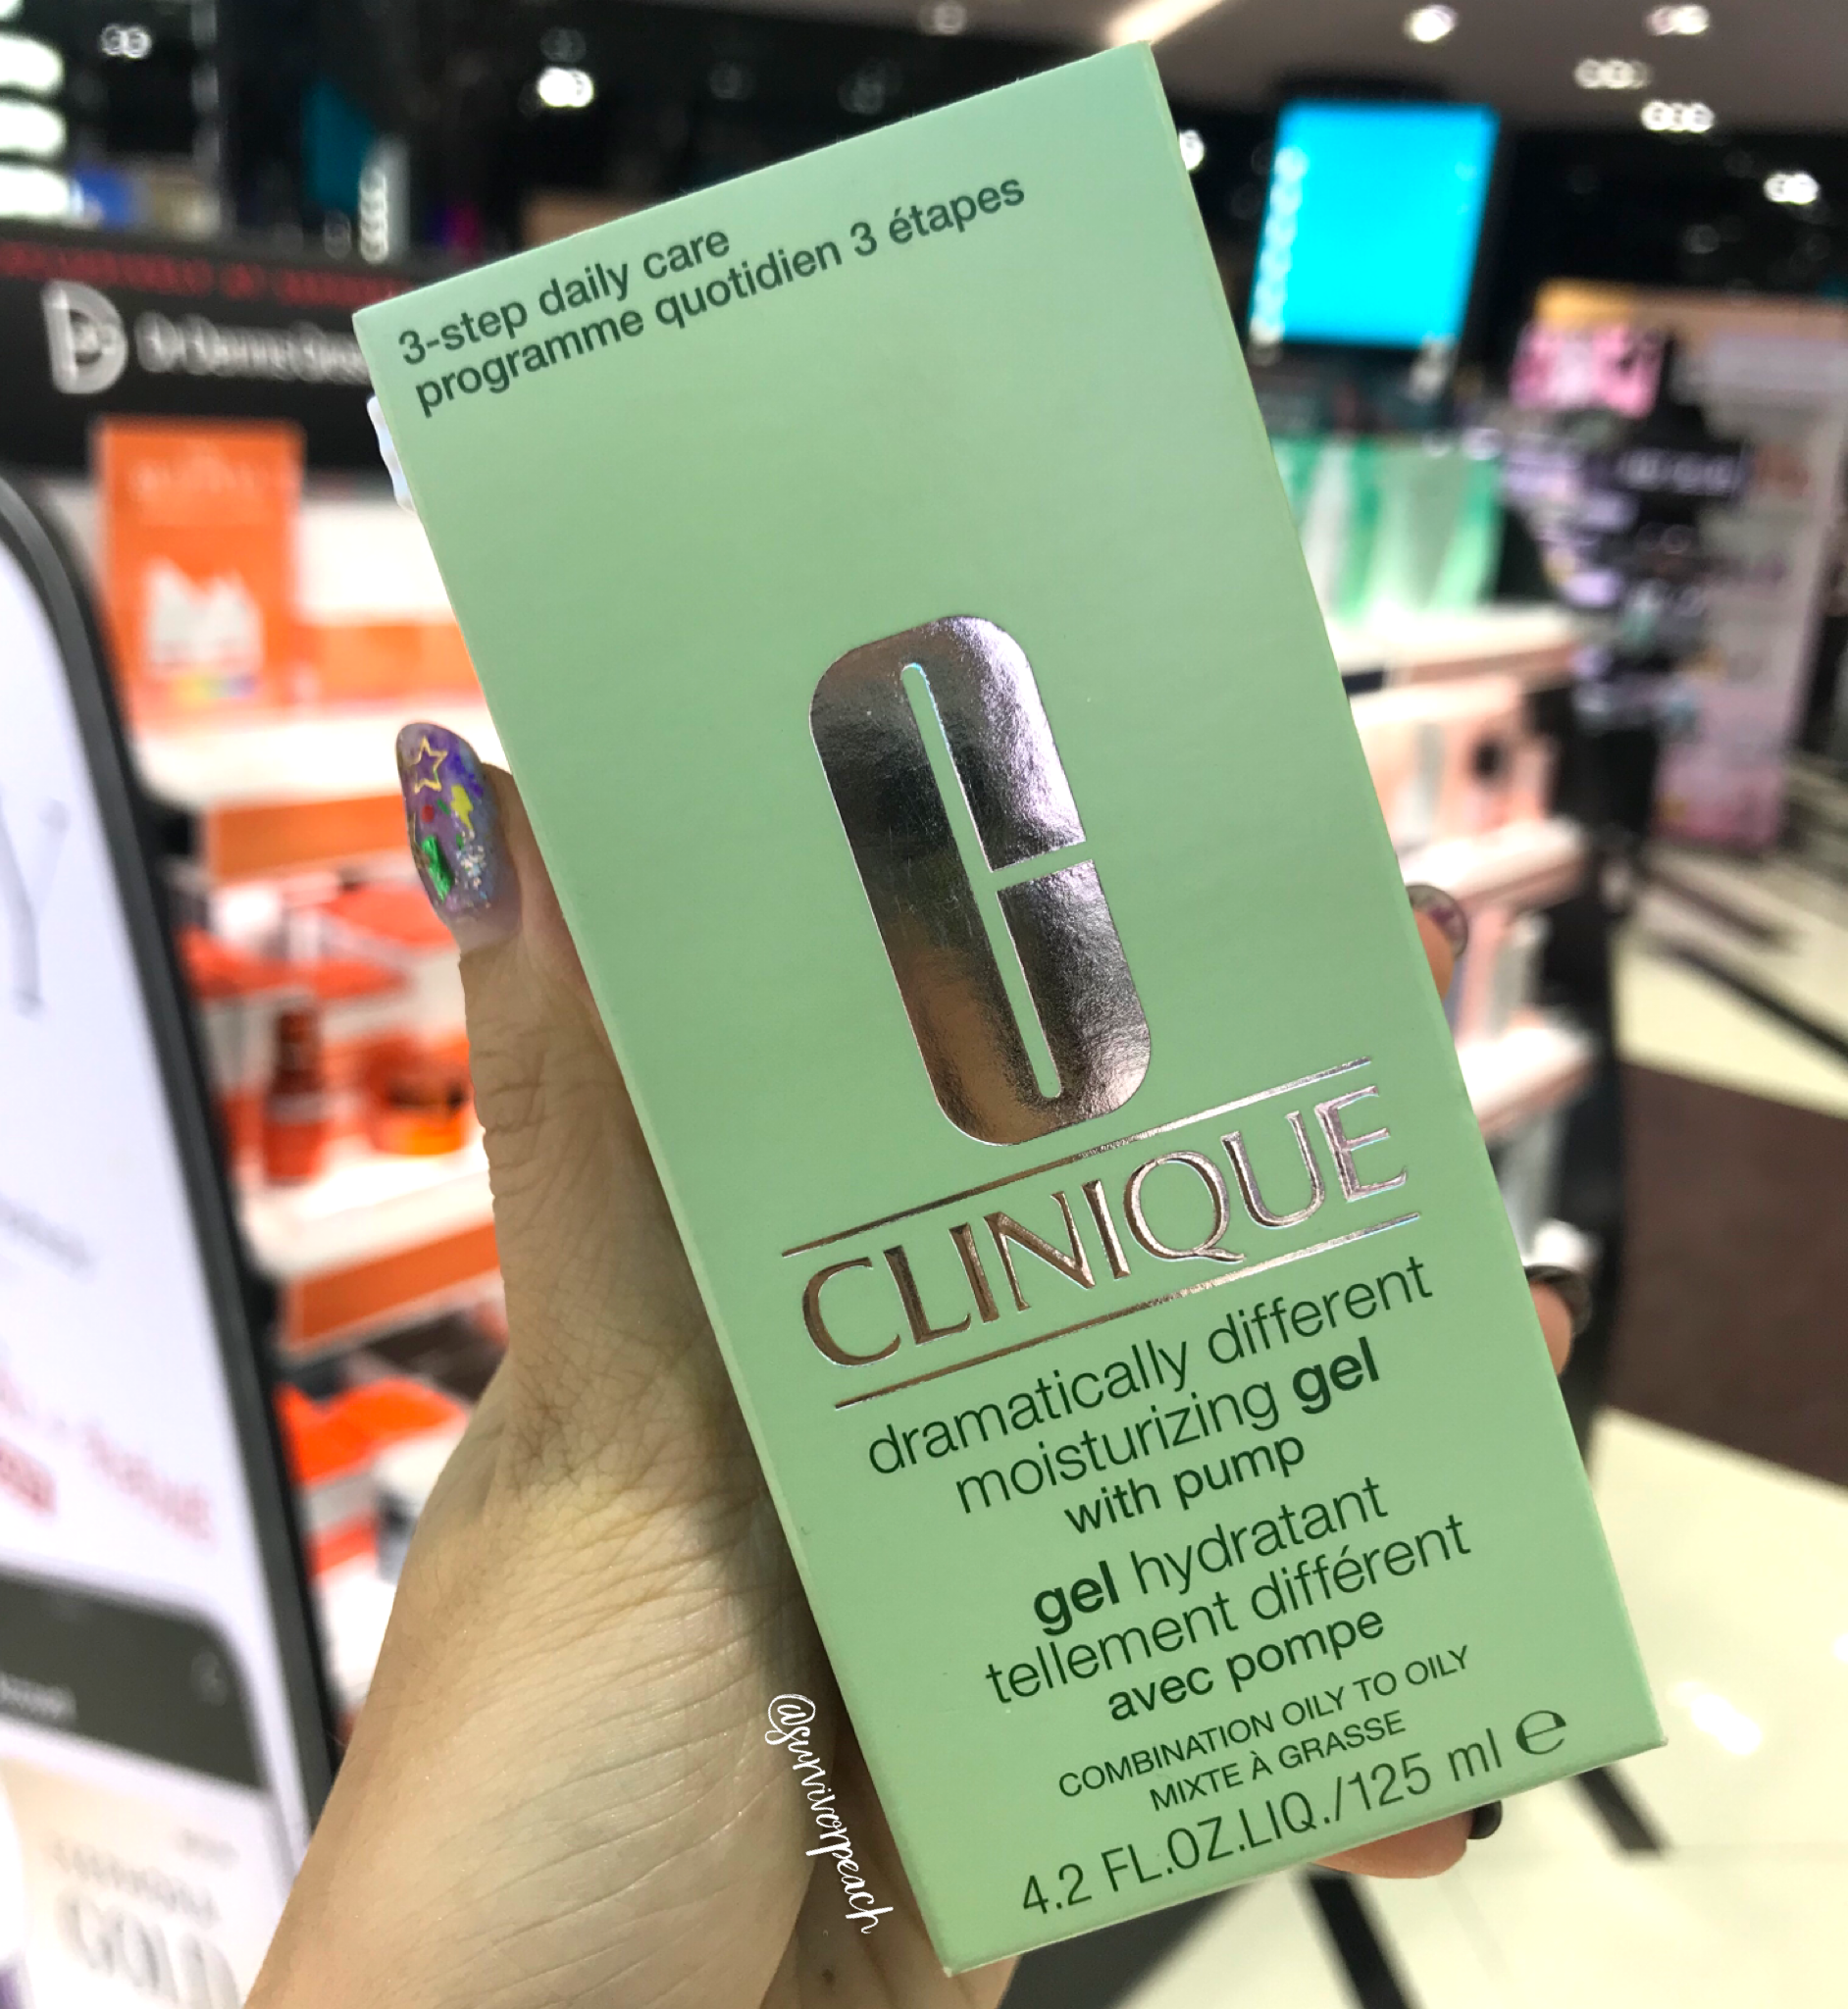 3-step daily care
programme quotidien 3 étapes
CLINIQUE
dramatically different
moisturizing gel
with pump
gel hydratant
tellement différent
avec pompe
COMBINATION OILY TO OILY
MIXTE À GRASSE
4.2 FL.OZ.LIQ./125 ml e
@survivorpeach
GOLD